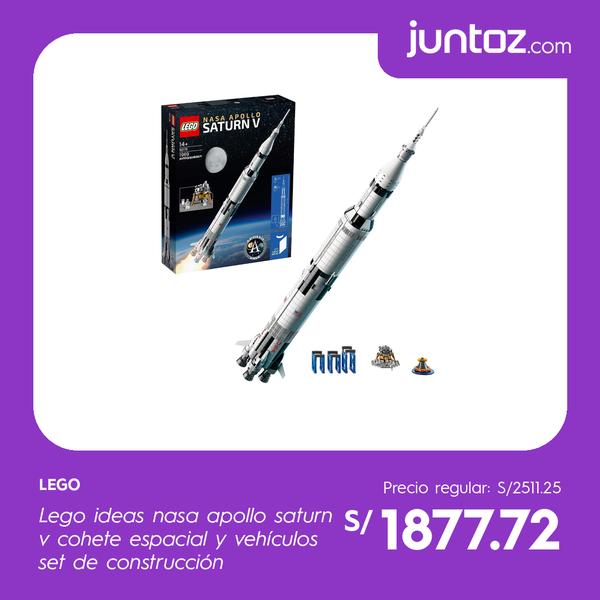 juntoz.com
LEGO
NASA APOLLO
SATURN V
14+
LEGO
Precio regular: S/2511.25
Lego ideas nasa apollo saturn
v cohete espacial y vehículos
set de construcción
S/1877.72